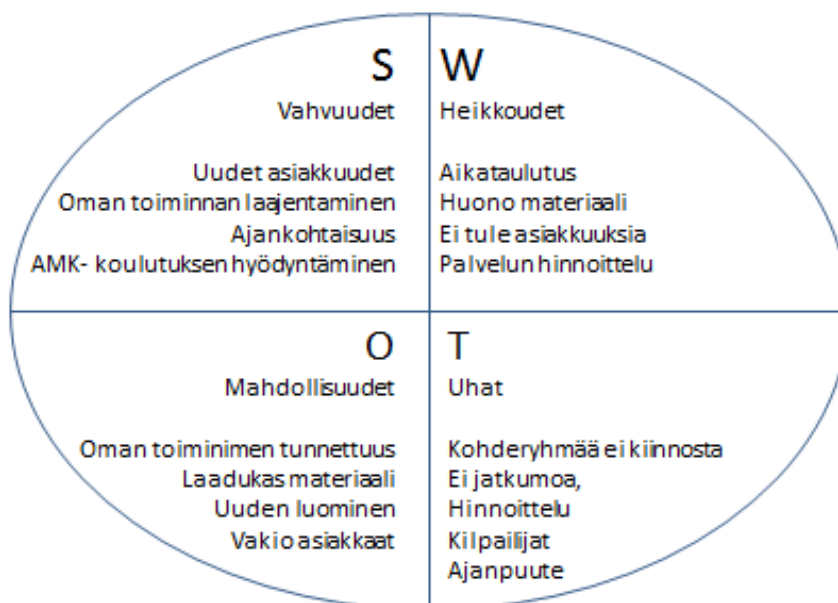 S
Vahvuudet
Uudet asiakkuudet
Oman toiminnan laajentaminen
Ajankohtaisuus
AMK- koulutuksen hyödyntäminen
W
Heikkoudet
Aikataulutus
Huono materiaali
Ei tule asiakkuuksia
Palvelun hinnoittelu
O
Mahdollisuudet
Oman toiminimen tunnettuus
Laadukas materiaali
Uuden luominen
Vakio asiakkaat
T
Uhat
Kohderyhmää ei kiinnosta
Ei jatkumoa,
Hinnoittelu
Kilpailijat
Ajanpuute